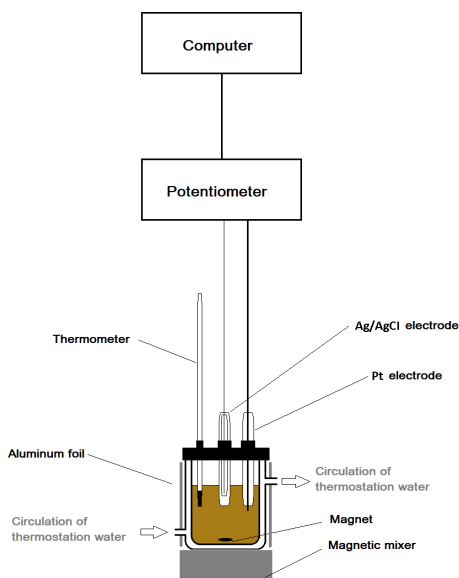 Computer
Potentiometer
Ag/AgCl electrode
Thermometer
Pt electrode
Aluminum foil
Circulation of
thermostation water
Circulation of
thermostation water
Magnet
Magnetic mixer